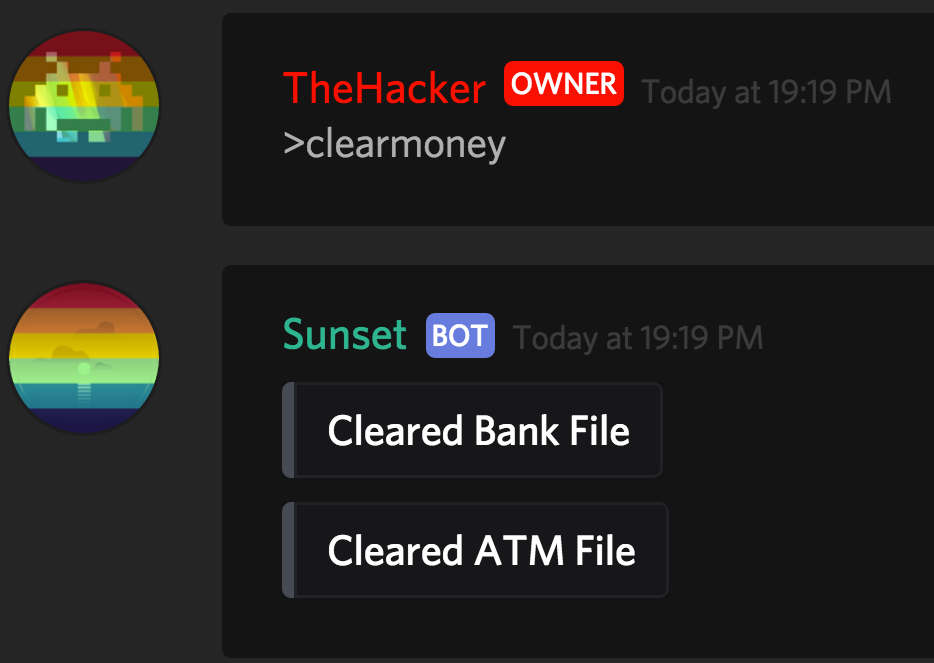 TheHacker OWNER Today at 19:19 PM
>clearmoney
Sunset BOT Today at 19:19 PM
Cleared Bank File
Cleared ATM File